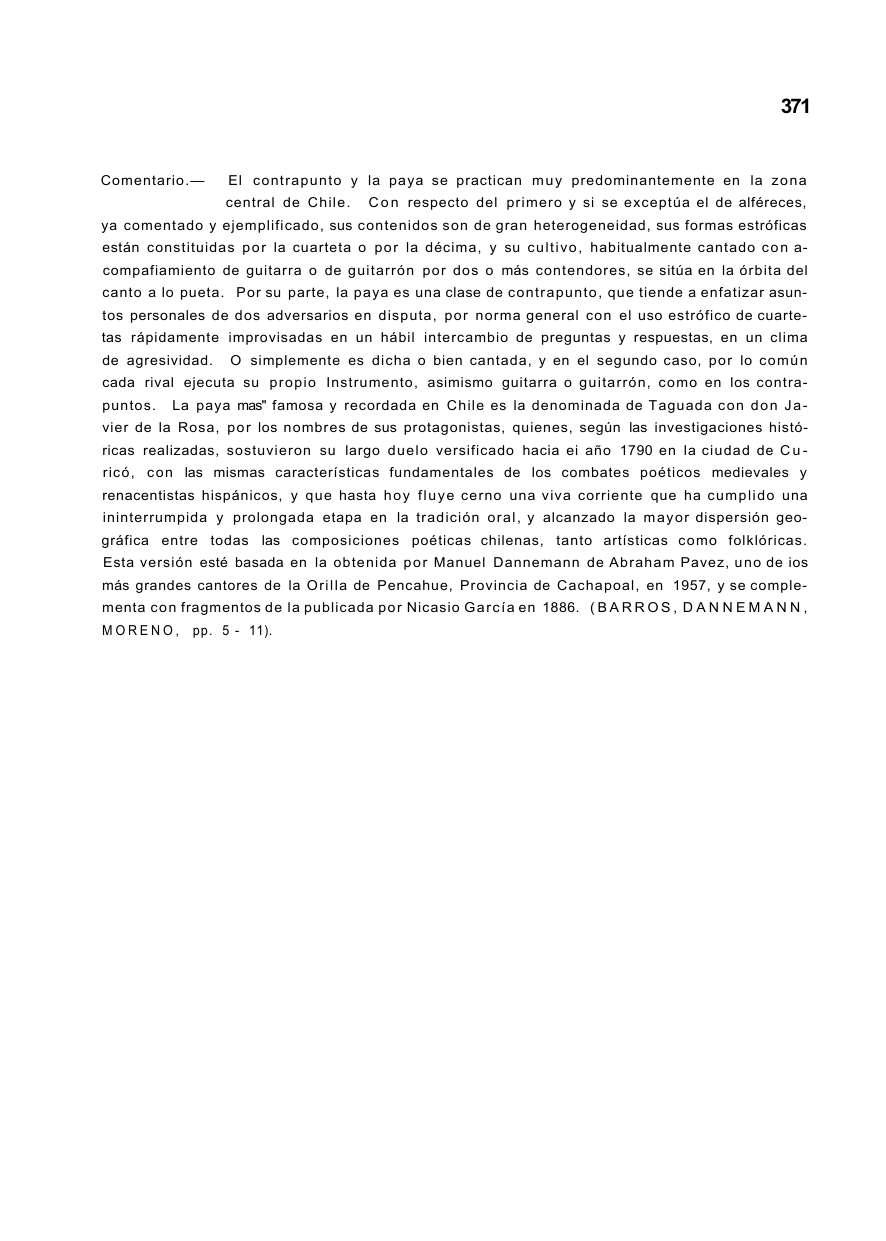 371
Comentario.— El contrapunto y la paya se practican muy predominantemente en la zona
central de Chile. Con respecto del primero y si se exceptúa el de alféreces,
ya comentado y ejemplificado, sus contenidos son de gran heterogeneidad, sus formas estróficas
están constituidas por la cuarteta o por la décima, y su cultivo, habitualmente cantado con a-
compafiamiento de guitarra o de guitarrón por dos o más contendores, se sitúa en la órbita del
canto a lo pueta. Por su parte, la paya es una clase de contrapunto, que tiende a enfatizar asun-
tos personales de dos adversarios en disputa, por norma general con el uso estrófico de cuarte-
tas rápidamente improvisadas en un hábil intercambio de preguntas y respuestas, en un clima
de agresividad. O simplemente es dicha o bien cantada, y en el segundo caso, por lo común
cada rival ejecuta su propio Instrumento, asimismo guitarra o guitarrón, como en los contra-
puntos. La paya mas" famosa y recordada en Chile es la denominada de Taguada con don Ja-
vier de la Rosa, por los nombres de sus protagonistas, quienes, según las investigaciones histó-
ricas realizadas, sostuvieron su largo duelo versificado hacia ei año 1790 en la ciudad de Cu-
ricó, con las mismas características fundamentales de los combates poéticos medievales y
renacentistas hispánicos, y que hasta hoy fluye cerno una viva corriente que ha cumplido una
ininterrumpida y prolongada etapa en la tradición oral, y alcanzado la mayor dispersión geo-
gráfica entre todas las composiciones poéticas chilenas, tanto artísticas como folklóricas.
Esta versión esté basada en la obtenida por Manuel Dannemann de Abraham Pavez, uno de ios
más grandes cantores de la Orilla de Pencahue, Provincia de Cachapoal, en 1957, y se comple-
menta con fragmentos de la publicada por Nicasio García en 1886. (BARROS, DANNEMANN,
MORENO, pp. 5 - 11).